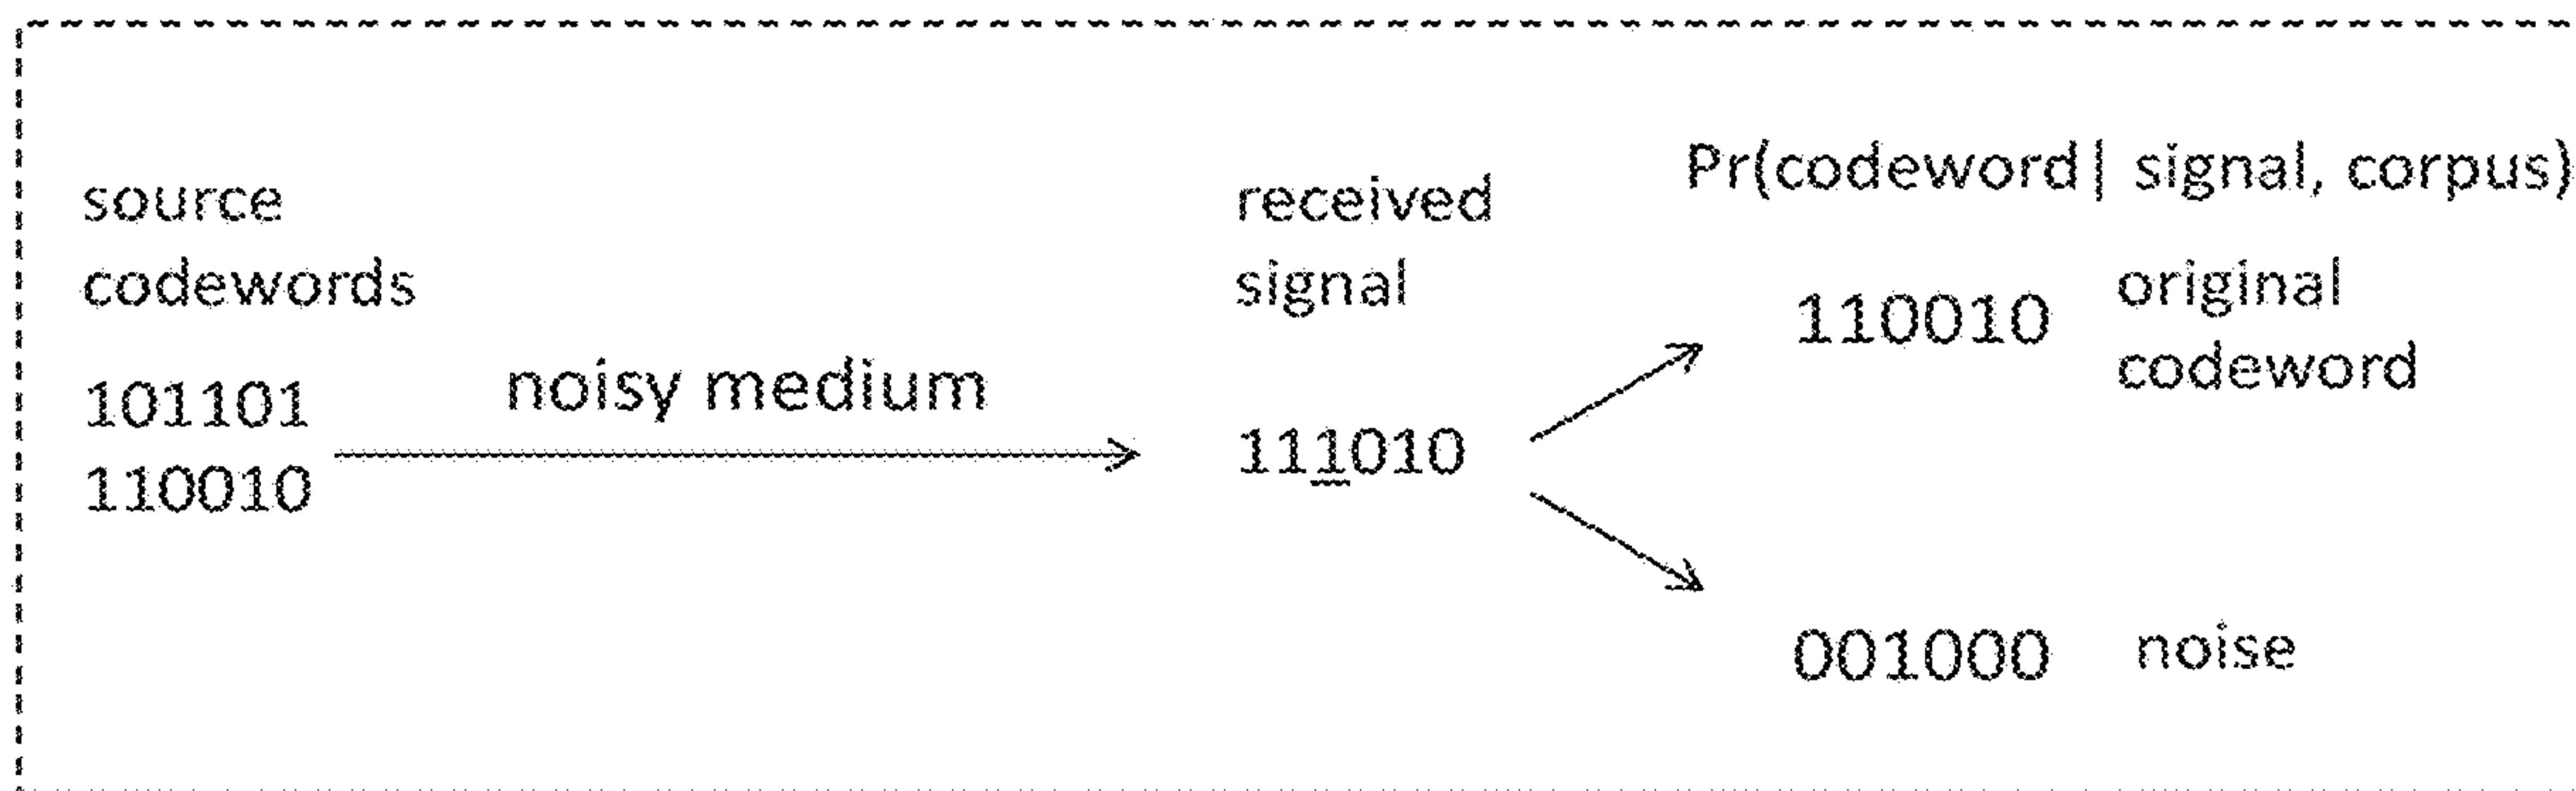 source
codewords
101101
110010
noisy medium
received
signal
111010
Pr(codeword| signal, corpus)
110010
original
codeword
001000
noise